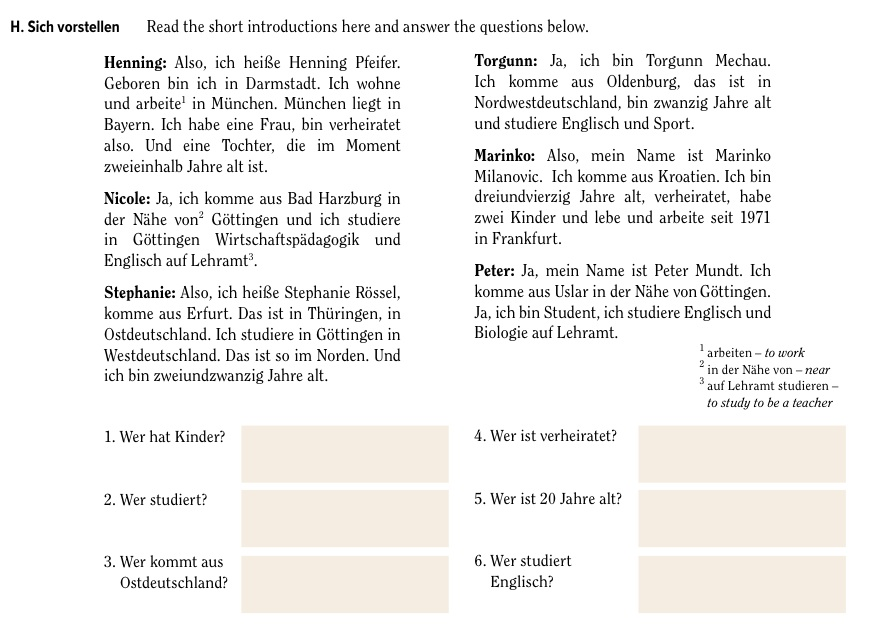 H. Sich vorstellen Read the short introductions here and answer the questions below.
Henning: Also, ich heiße Henning Pfeifer.
Geboren bin ich in Darmstadt. Ich wohne
und arbeite¹ in München. München liegt in
Bayern. Ich habe eine Frau, bin verheiratet
also. Und eine Tochter, die im Moment
zweieinhalb Jahre alt ist.
Nicole: Ja, ich komme aus Bad Harzburg in
der Nähe von² Göttingen und ich studiere
in Göttingen Wirtschaftspädagogik und
Englisch auf Lehramt³.
Stephanie: Also, ich heiße Stephanie Rössel,
komme aus Erfurt. Das ist in Thüringen, in
Ostdeutschland. Ich studiere in Göttingen in
Westdeutschland. Das ist so im Norden. Und
ich bin zweiundzwanzig Jahre alt.
Torgunn: Ja, ich bin Torgunn Mechau.
Ich komme aus Oldenburg, das ist in
Nordwestdeutschland, bin zwanzig Jahre alt
und studiere Englisch und Sport.
Marinko: Also, mein Name ist Marinko
Milanovic. Ich komme aus Kroatien. Ich bin
dreiundvierzig Jahre alt, verheiratet, habe
zwei Kinder und lebe und arbeite seit 1971
in Frankfurt.
Peter: Ja, mein Name ist Peter Mundt. Ich
komme aus Uslar in der Nähe von Göttingen.
Ja, ich bin Student, ich studiere Englisch und
Biologie auf Lehramt.
¹ arbeiten – to work
² in der Nähe von – near
³ auf Lehramt studieren –
to study to be a teacher
1. Wer hat Kinder?
2. Wer studiert?
3. Wer kommt aus
Ostdeutschland?
4. Wer ist verheiratet?
5. Wer ist 20 Jahre alt?
6. Wer studiert
Englisch?